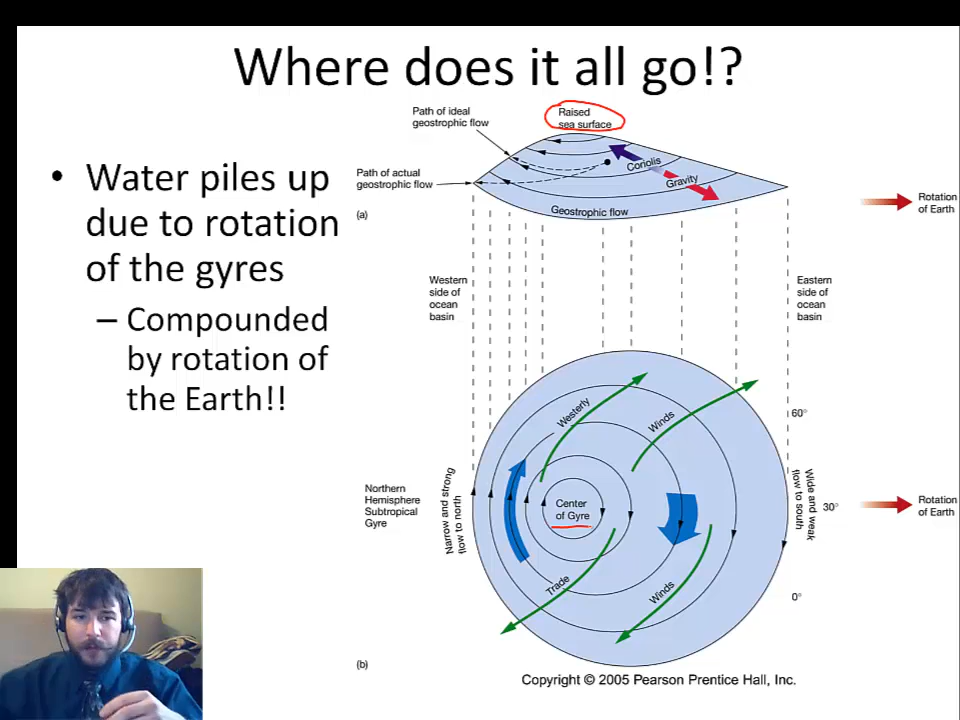 Where does it all go!?
• Water piles up
due to rotation
of the gyres
– Compounded
by rotation of
the Earth!!
Path of ideal
geostrophic flow
Raised
sea surface
Path of actual
geostrophic flow
Coriolis
Gravity
Geostrophic flow
(a)
Rotation
of Earth
Western
side of
ocean
basin
Eastern
side of
ocean
basin
Westerly
Winds
60°
Northern
Hemisphere
Subtropical
Gyre
Narrow and strong
flow to north
Center
of Gyre
Wide and weak
flow to south
30°
Rotation
of Earth
Trade
Winds
0°
(b)
Copyright © 2005 Pearson Prentice Hall, Inc.